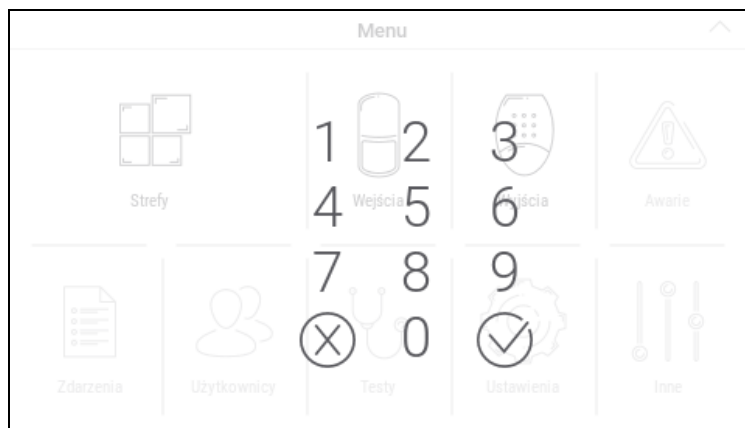 Menu
1 2 3
Strefy Wejścia Wyjścia Awarie
4 5 6
7 8 9
0
Zdarzenia Użytkownicy Testy Ustawienia Inne